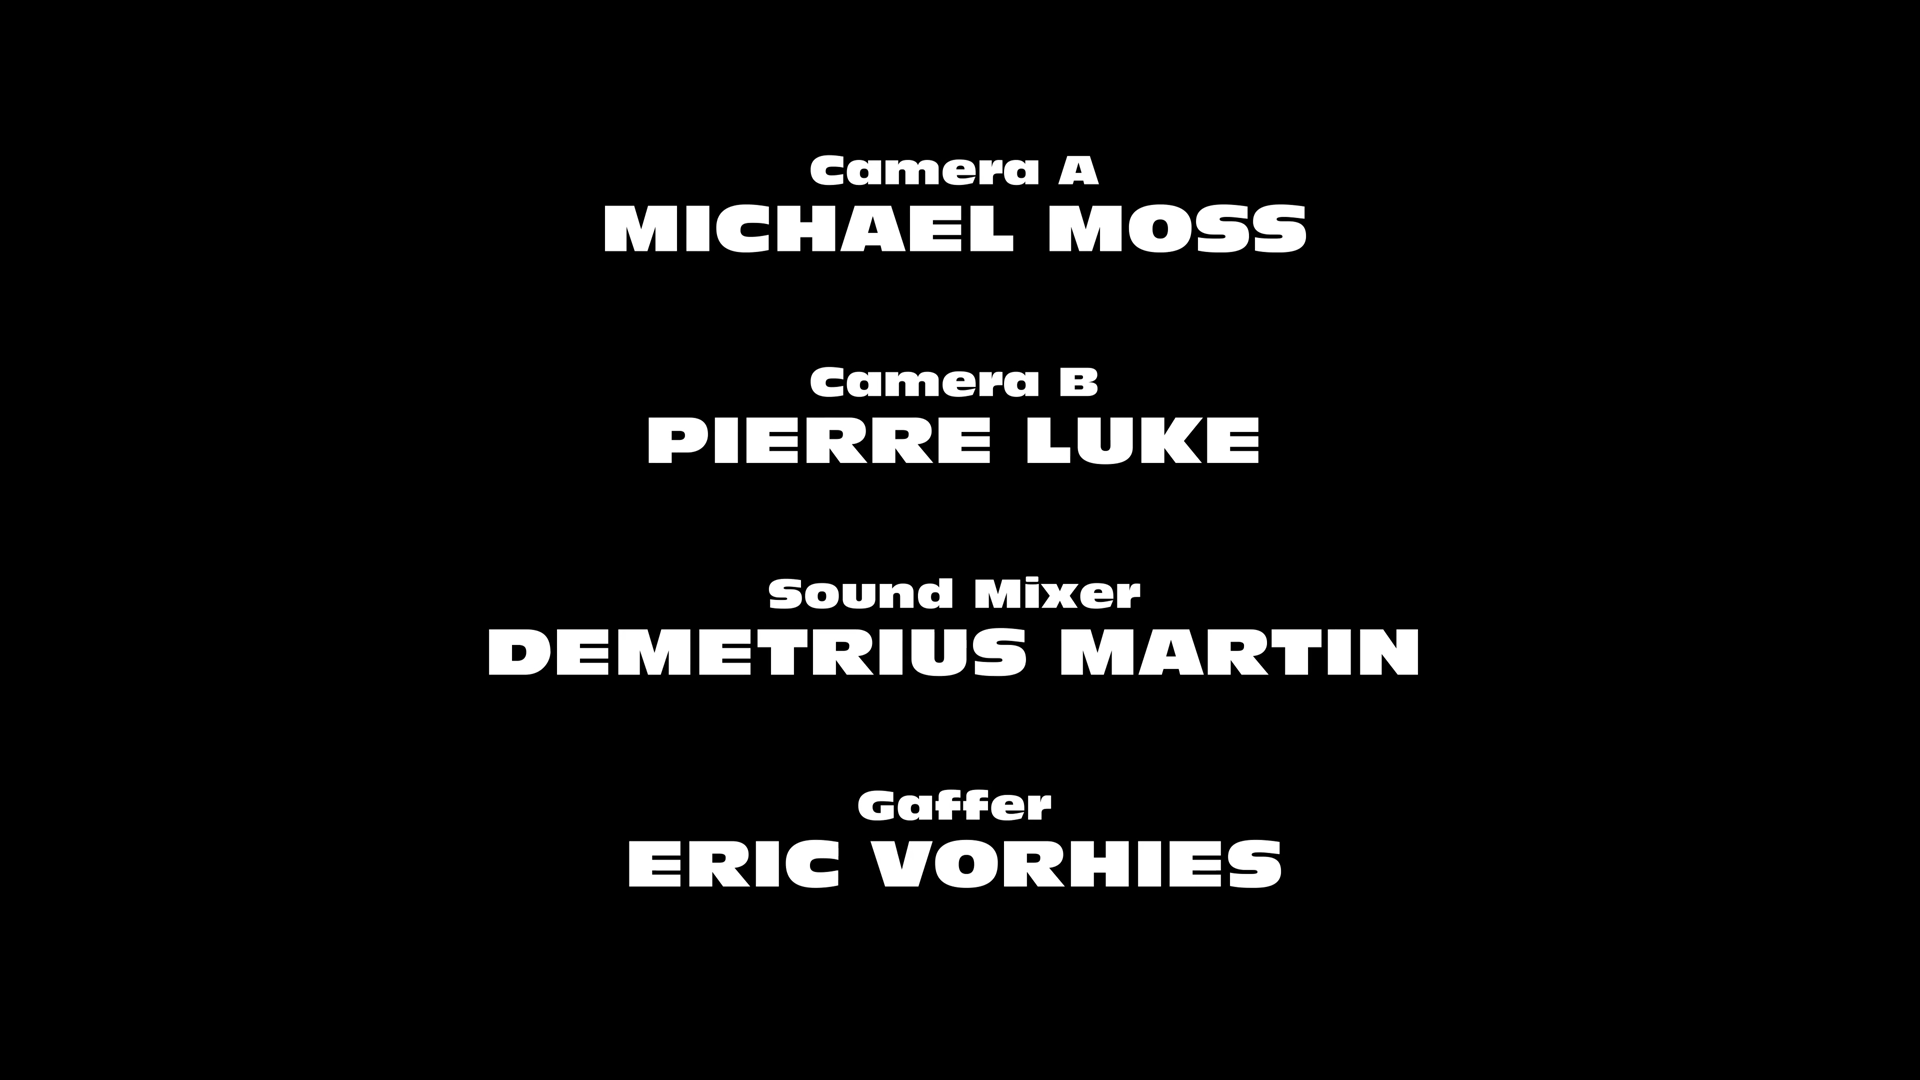 Camera A
MICHAEL MOSS
Camera B
PIERRE LUKE
Sound Mixer
DEMETRIUS MARTIN
Gaffer
ERIC VORHIES